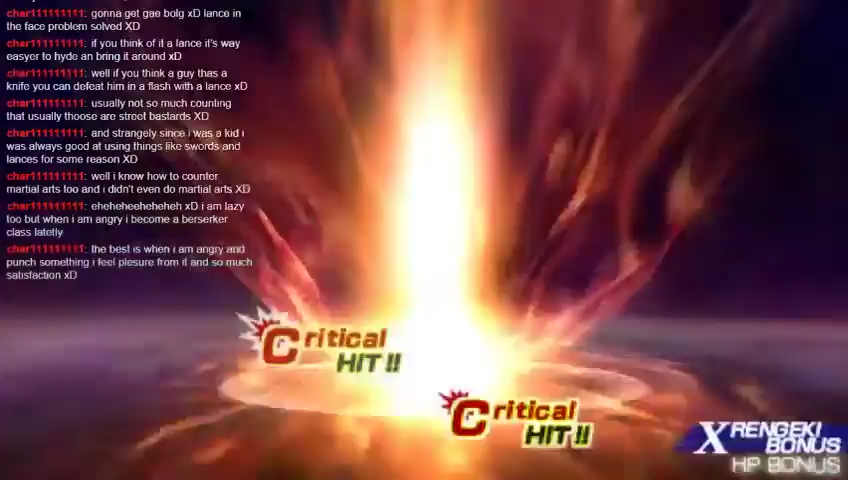 char111111111: gonna get gae bolg xD lance in
the face problem solved XD
char111111111: if you think of it a lance it's way
easyer to hyde an bring it around xD
char111111111: well if you think a guy thas a
knife you can defeat him in a flash with a lance xD
char111111111: usually not so much counting
that usually thoose are street bastards XD
char111111111: and strangely since i was a kid i
was always good at using things like swords and
lances for some reason XD
char111111111: well i know how to counter
martial arts too and i didn't even do martial arts XD
char111111111: eheheheeheheheh xD i am lazy
too but when i am angry i become a berserker
class latetly
char111111111: the best is when i am angry and
punch something i feel plesure from it and so much
satisfaction xD
Critical
HIT!!
Critical
HIT!!
X RENGEKI
BONUS
HP BONUS